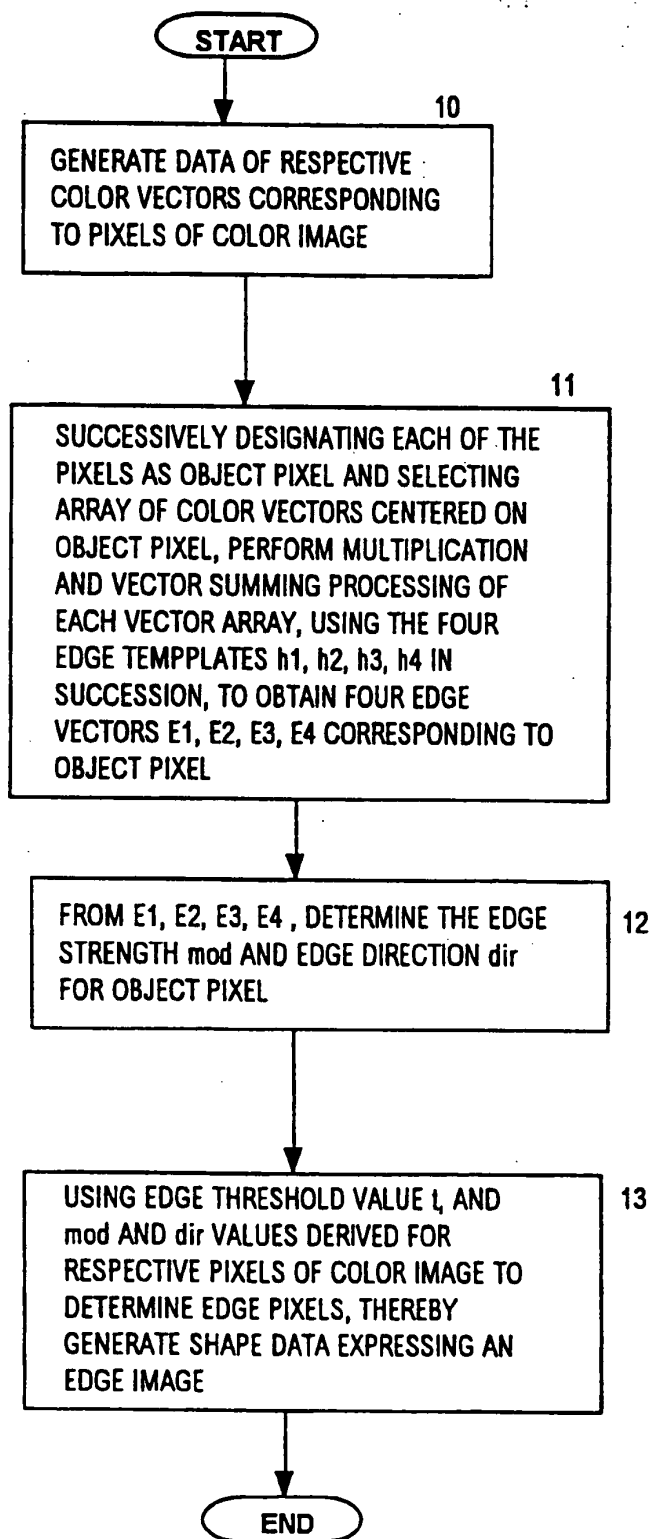 START
10
GENERATE DATA OF RESPECTIVE
COLOR VECTORS CORRESPONDING
TO PIXELS OF COLOR IMAGE
11
SUCCESSIVELY DESIGNATING EACH OF THE
PIXELS AS OBJECT PIXEL AND SELECTING
ARRAY OF COLOR VECTORS CENTERED ON
OBJECT PIXEL, PERFORM MULTIPLICATION
AND VECTOR SUMMING PROCESSING OF
EACH VECTOR ARRAY, USING THE FOUR
EDGE TEMPPLATES h1, h2, h3, h4 IN
SUCCESSION, TO OBTAIN FOUR EDGE
VECTORS E1, E2, E3, E4 CORRESPONDING TO
OBJECT PIXEL
FROM E1, E2, E3, E4 , DETERMINE THE EDGE
STRENGTH mod AND EDGE DIRECTION dir
FOR OBJECT PIXEL
12
USING EDGE THRESHOLD VALUE t, AND
mod AND dir VALUES DERIVED FOR
RESPECTIVE PIXELS OF COLOR IMAGE TO
DETERMINE EDGE PIXELS, THEREBY
GENERATE SHAPE DATA EXPRESSING AN
EDGE IMAGE
13
END